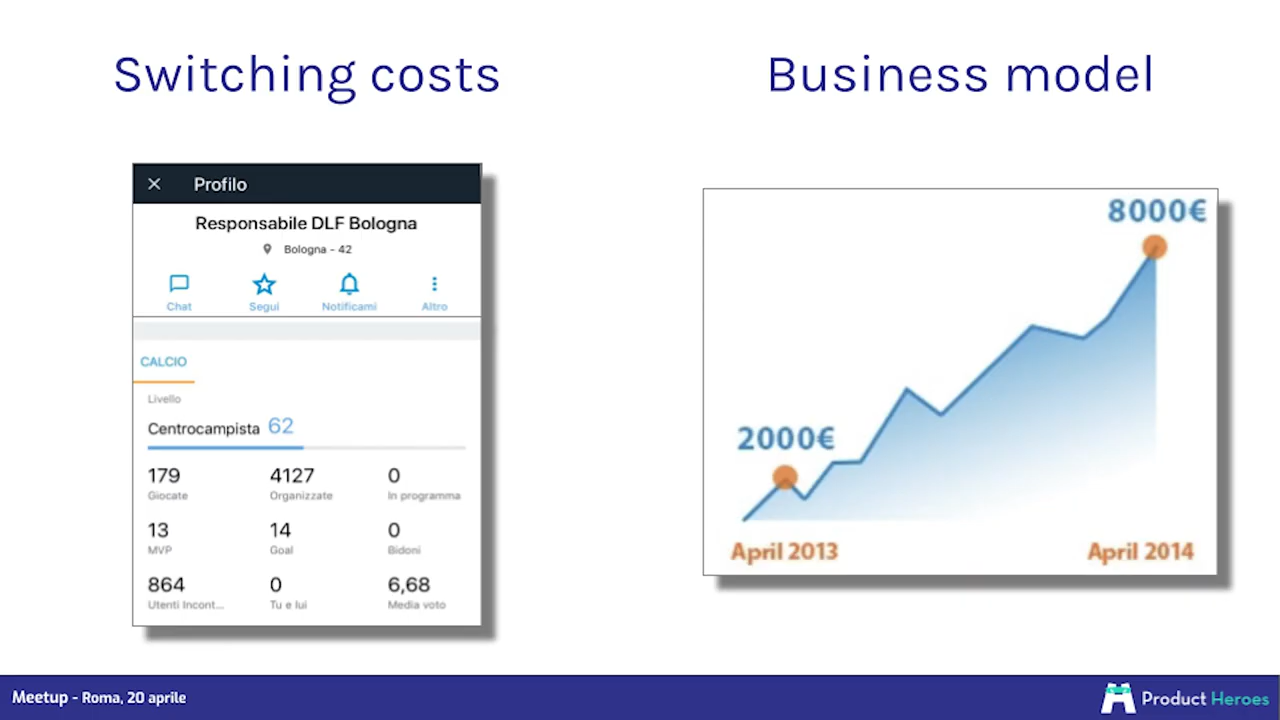 Switching costs
Business model
Profilo
Responsabile DLF Bologna
Bologna - 42
Chat Segui Notificami Altro
CALCIO
Livello
Centrocampista 62
179 4127 0
Giocate Organizzate In programma
13 14 0
MVP Goal Bidoni
864 0 6,68
Utenti Incont... Tu e lui Media voto
8000€
2000€
April 2013 April 2014
Meetup - Roma, 20 aprile
Product Heroes